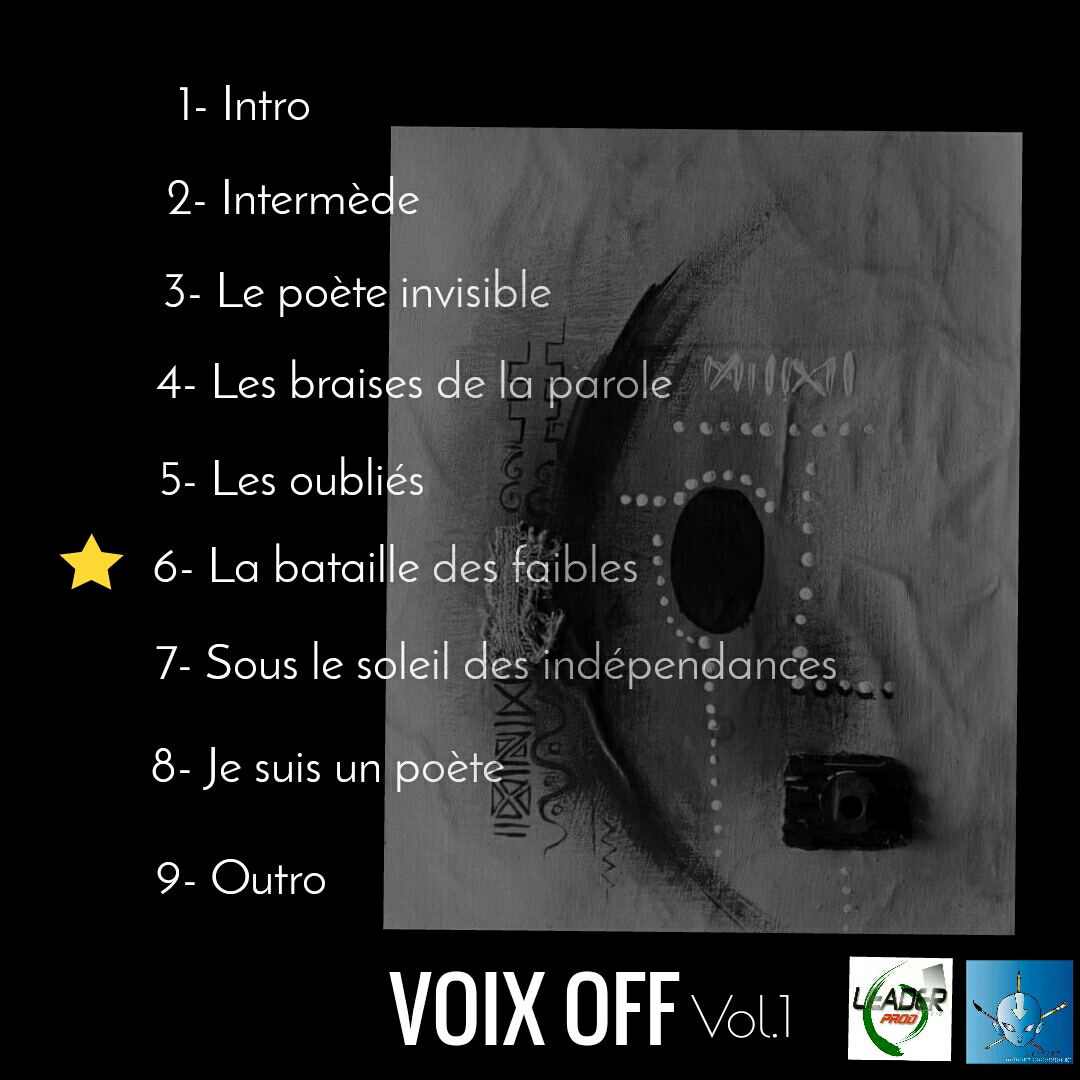 1- Intro
2- Intermède
3- Le poète invisible
4- Les braises de la parole
5- Les oubliés
6- La bataille des faibles
7- Sous le soleil des indépendances
8- Je suis un poète
9- Outro
VOIX OFF Vol.1
LEADER
PROD